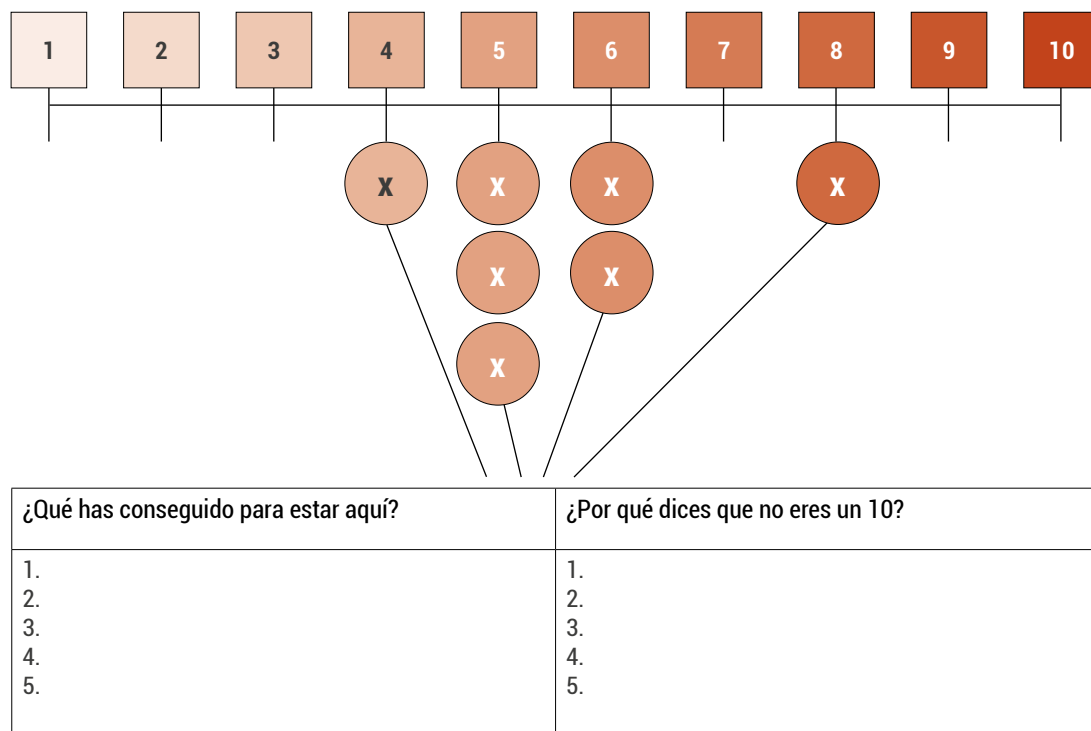 1 2 3 4 5 6 7 8 9 10
x x x x
x x
x
¿Qué has conseguido para estar aquí?
¿Por qué dices que no eres un 10?
1.
2.
3.
4.
5.
1.
2.
3.
4.
5.